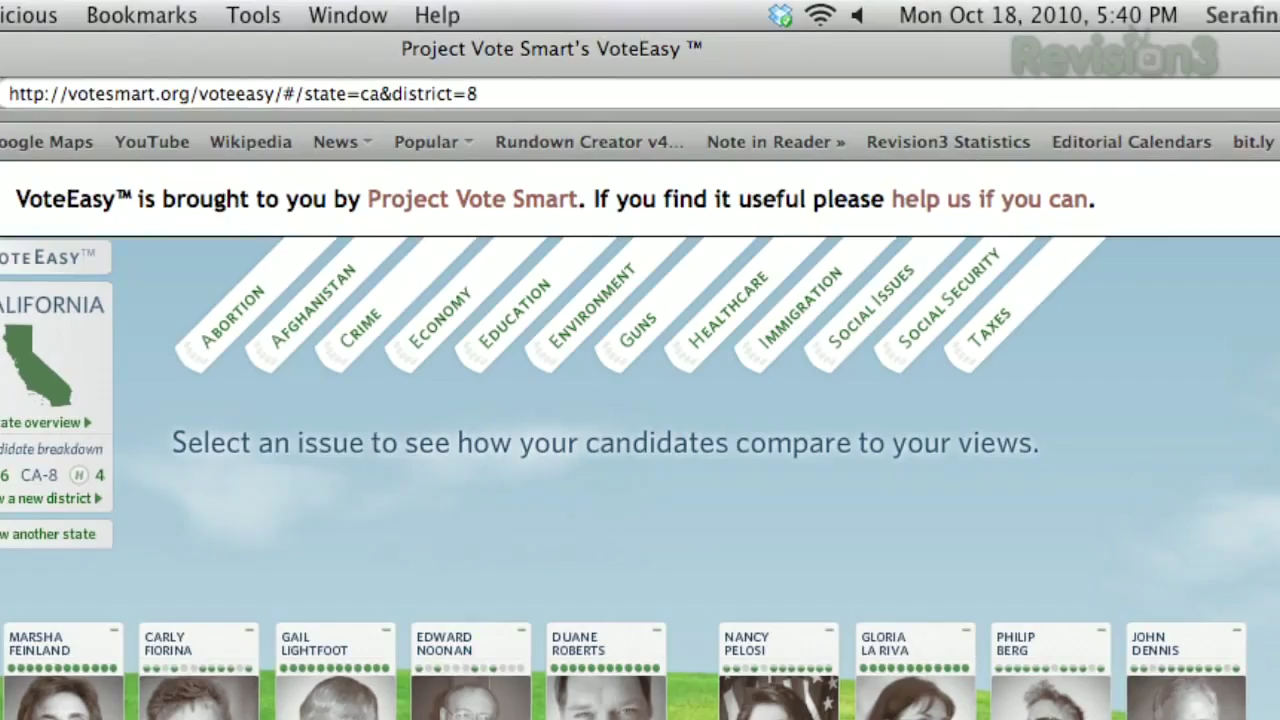 icious Bookmarks Tools Window Help Mon Oct 18, 2010, 5:40 PM Serafin
Project Vote Smart's VoteEasy ™
Revision3
http://votesmart.org/voteeasy/#/state=ca&district=8
oogle Maps YouTube Wikipedia News Popular Rundown Creator v4... Note in Reader » Revision3 Statistics Editorial Calendars bit.ly
VoteEasy™ is brought to you by Project Vote Smart. If you find it useful please help us if you can.
OTEEASY™
ALIFORNIA
ABORTION
AFGHANISTAN
CRIME
ECONOMY
EDUCATION
ENVIRONMENT
GUNS
HEALTHCARE
IMMIGRATION
SOCIAL ISSUES
SOCIAL SECURITY
TAXES
ate overview
didate breakdown
6 CA-8 H 4
w a new district
w another state
Select an issue to see how your candidates compare to your views.
MARSHA
FEINLAND
CARLY
FIORINA
GAIL
LIGHTFOOT
EDWARD
NOONAN
DUANE
ROBERTS
NANCY
PELOSI
GLORIA
LA RIVA
PHILIP
BERG
JOHN
DENNIS